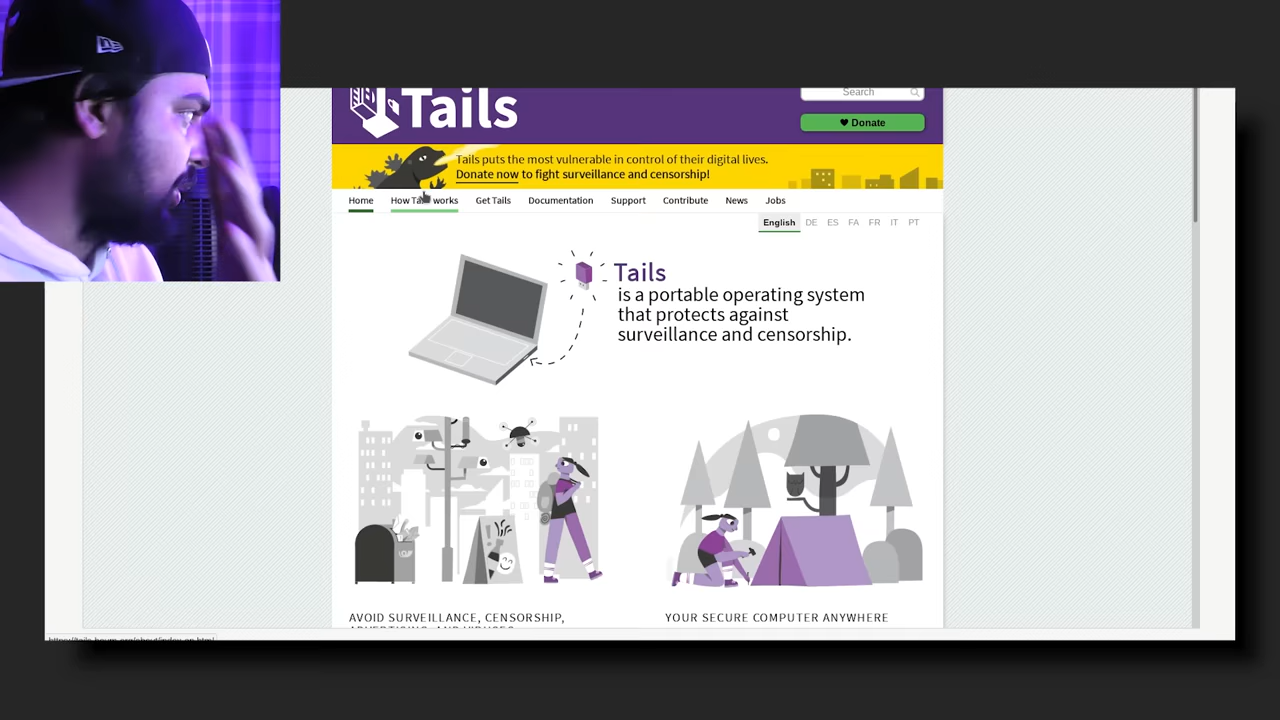 Tails
Search
Donate
Tails puts the most vulnerable in control of their digital lives.
Donate now to fight surveillance and censorship!
Home How Tails works Get Tails Documentation Support Contribute News Jobs
English DE ES FA FR IT PT
Tails
is a portable operating system
that protects against
surveillance and censorship.
AVOID SURVEILLANCE, CENSORSHIP,
YOUR SECURE COMPUTER ANYWHERE